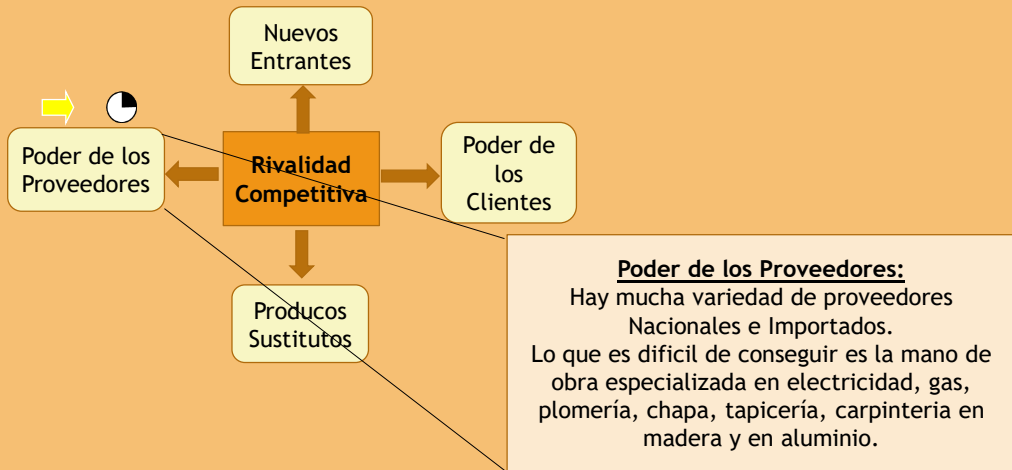 Nuevos
Entrantes
Poder de los
Proveedores
Rivalidad
Competitiva
Poder de
los
Clientes
Producos
Sustitutos
Poder de los Proveedores:
Hay mucha variedad de proveedores
Nacionales e Importados.
Lo que es dificil de conseguir es la mano de
obra especializada en electricidad, gas,
plomería, chapa, tapicería, carpinteria en
madera y en aluminio.